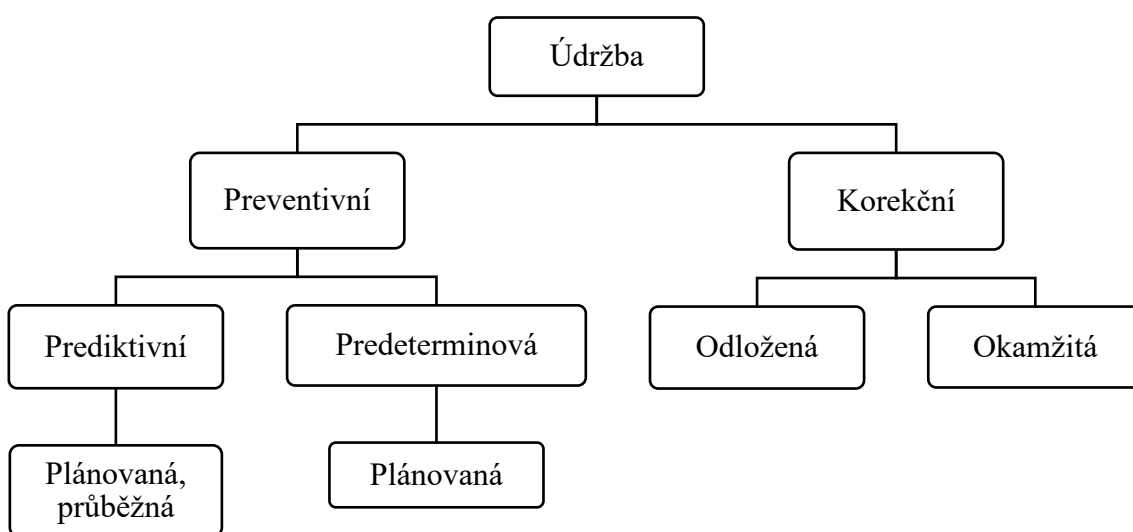 Údržba
Preventivní
Korekční
Prediktivní
Predeterminová
Odložená
Okamžitá
Plánovaná,
průběžná
Plánovaná